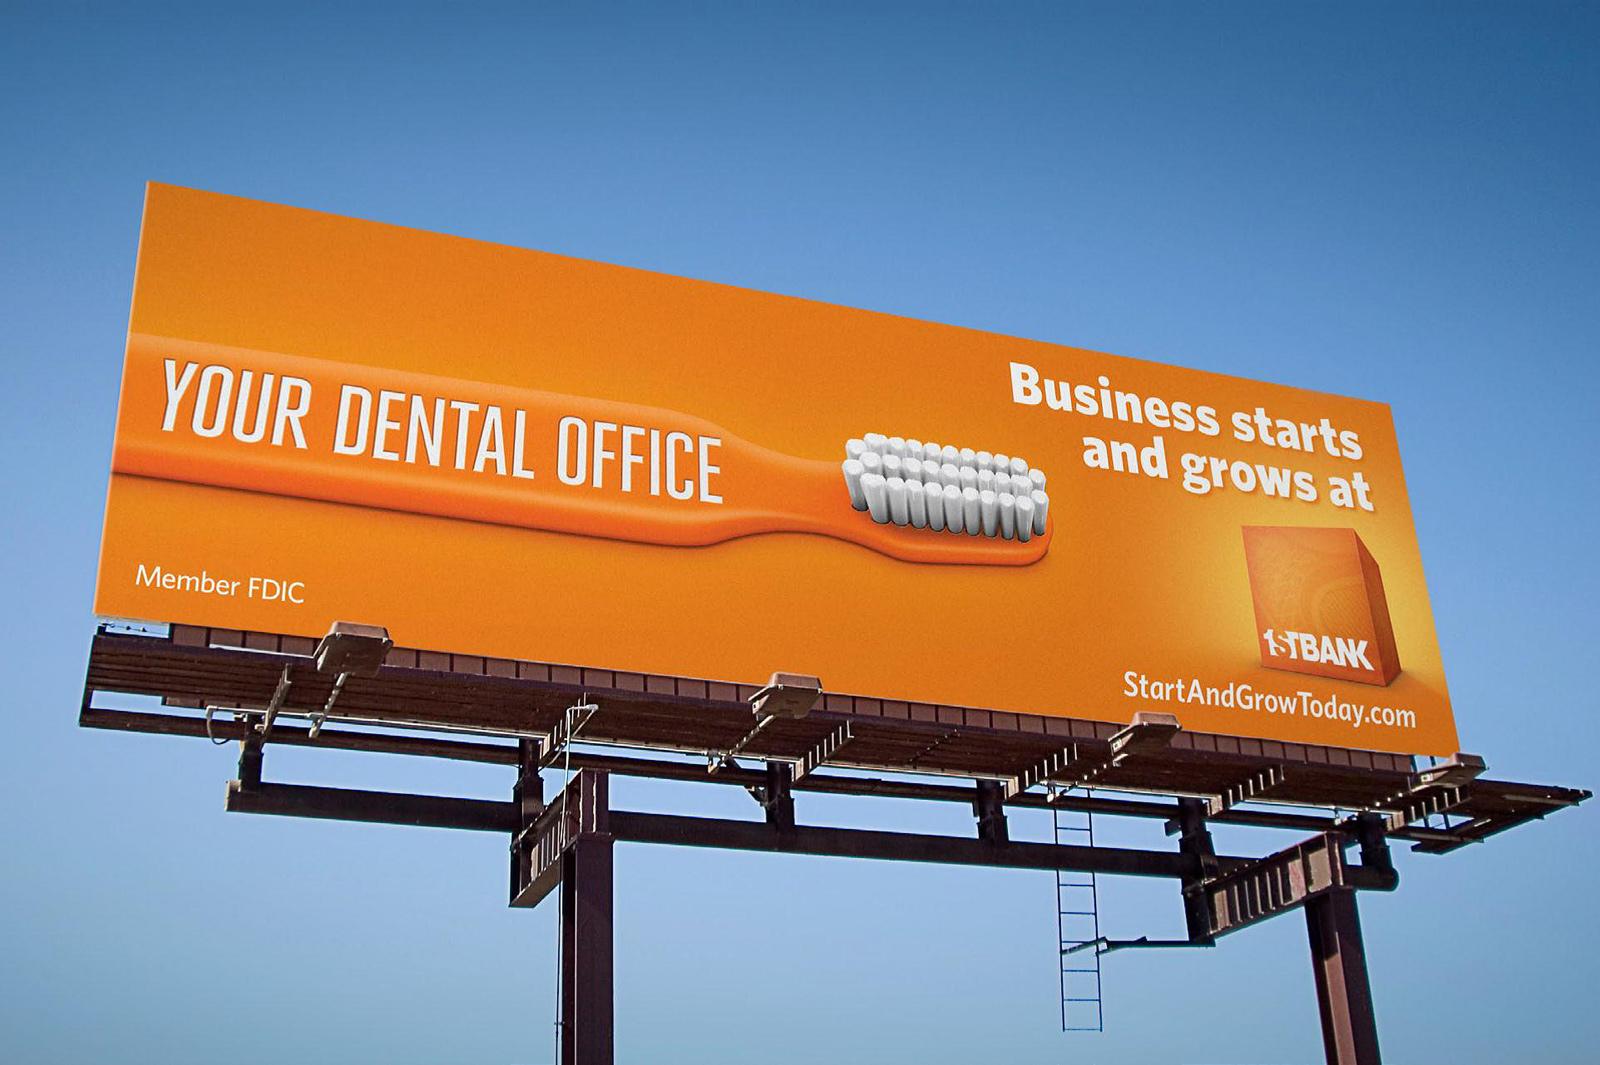 YOUR DENTAL OFFICE
Member FDIC
Business starts
and grows at
1STBANK
StartAndGrowToday.com